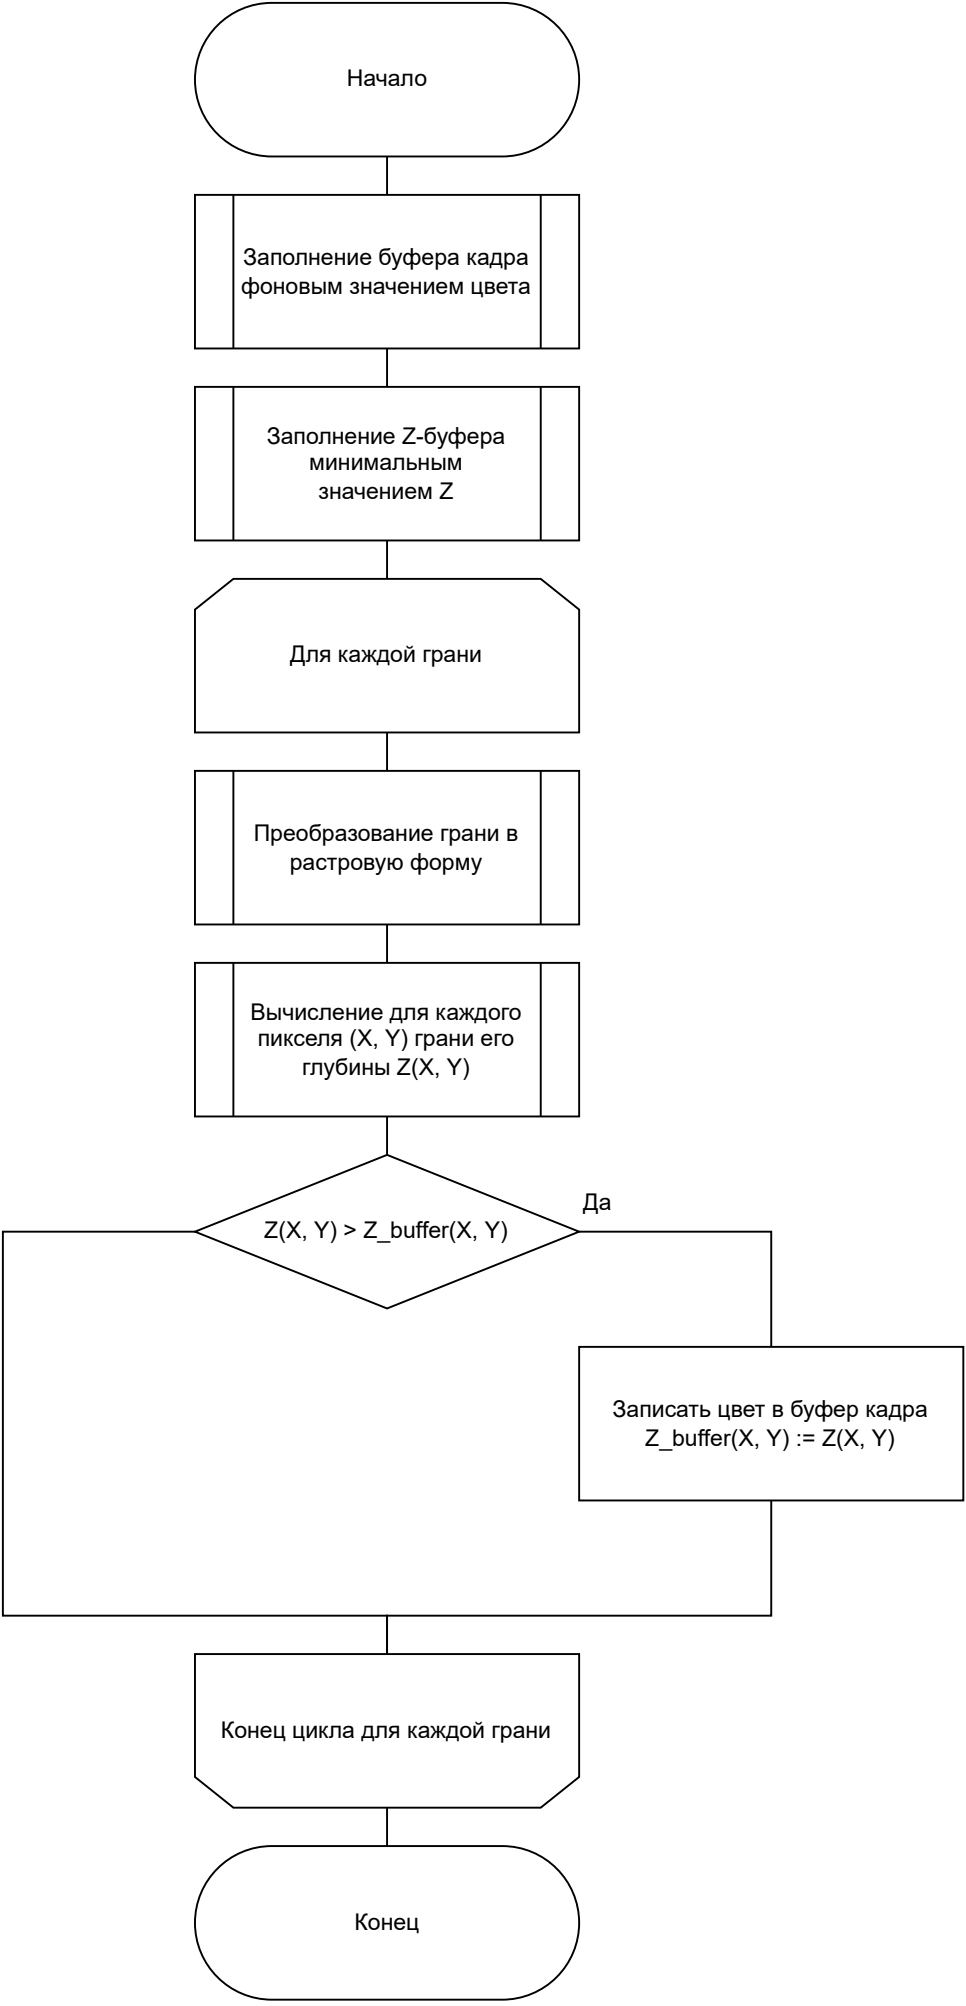 Начало
Заполнение буфера кадра
фоновым значением цвета
Заполнение Z-буфера
минимальным
значением Z
Для каждой грани
Преобразование грани в
растровую форму
Вычисление для каждого
пикселя (X, Y) грани его
глубины Z(X, Y)
Да
Z(X, Y) > Z_buffer(X, Y)
Записать цвет в буфер кадра
Z_buffer(X, Y) := Z(X, Y)
Конец цикла для каждой грани
Конец